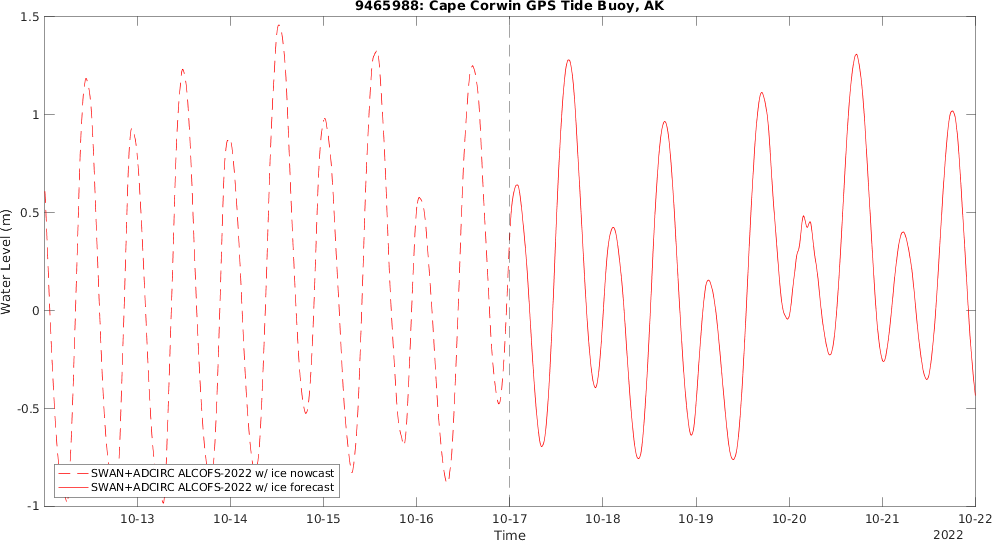 9465988: Cape Corwin GPS Tide Buoy, AK
1.5
1
0.5
0
-0.5
-1
Water Level (m)
SWAN+ADCIRC ALCOFS-2022 w/ ice nowcast
SWAN+ADCIRC ALCOFS-2022 w/ ice forecast
10-13 10-14 10-15 10-16 10-17 10-18 10-19 10-20 10-21 10-22
Time
2022